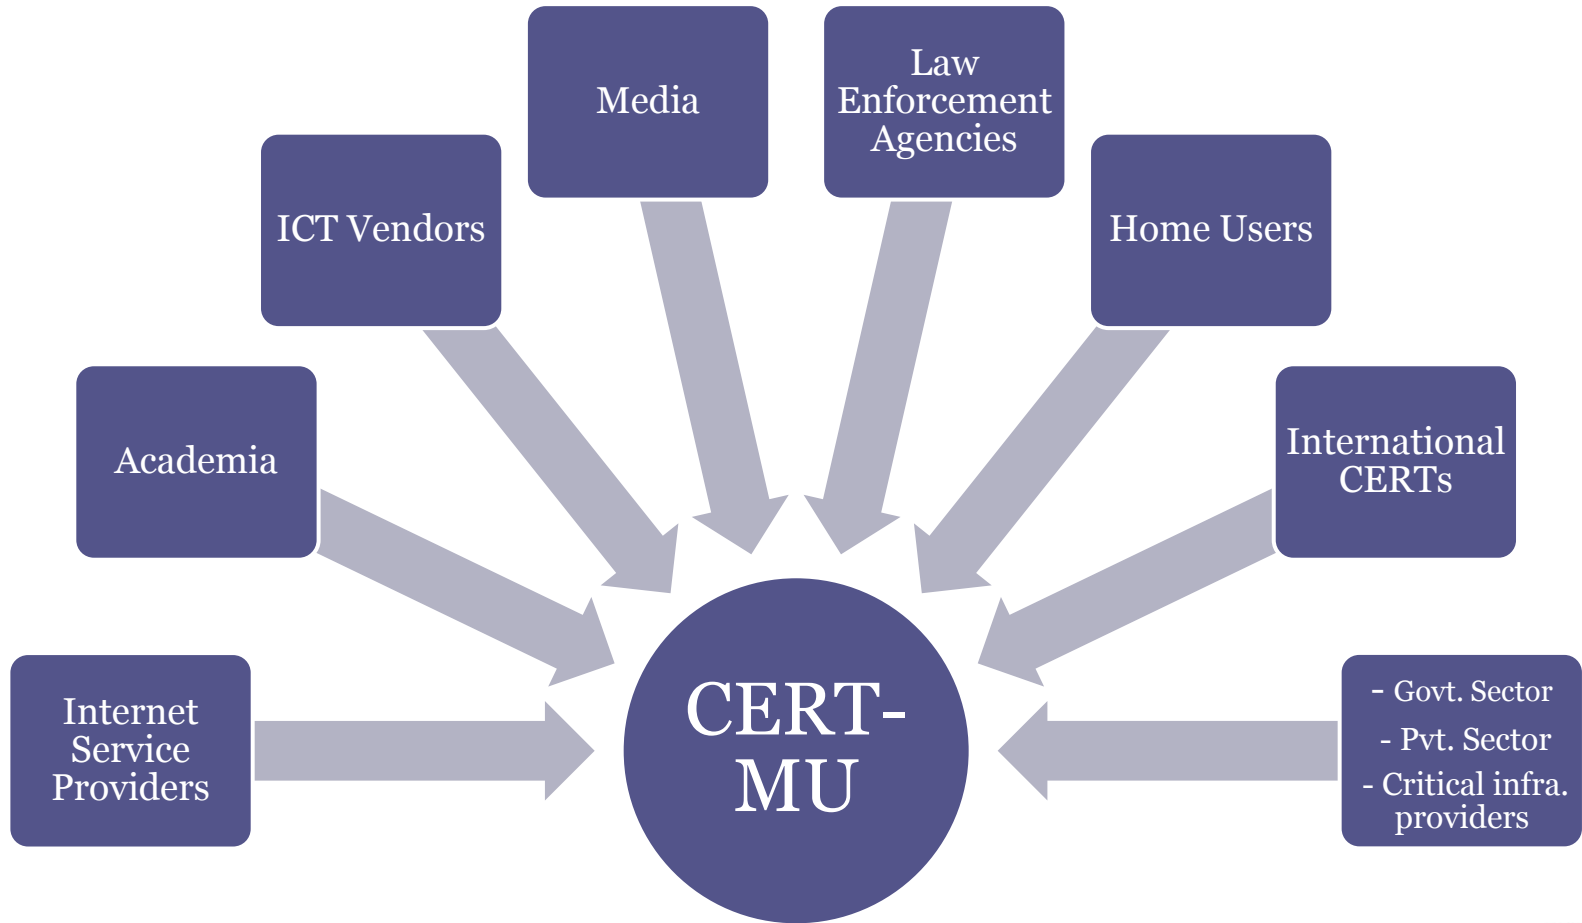 Media
Law
Enforcement
Agencies
ICT Vendors
Home Users
Academia
International
CERTs
Internet
Service
Providers
CERT-
MU
- Govt. Sector
- Pvt. Sector
- Critical infra.
providers